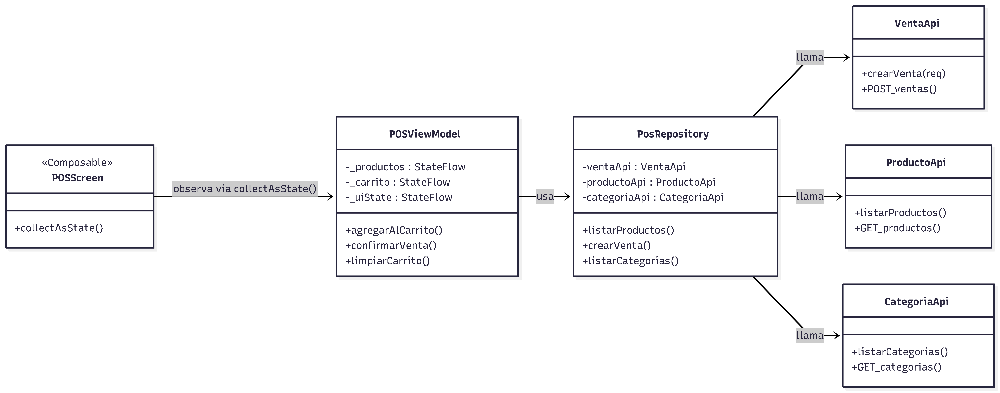 «Composable»
POSScreen
+collectAsState()
observa via collectAsState()
POSViewModel
-_productos : StateFlow
-_carrito : StateFlow
-_uiState : StateFlow
+agregarAlCarrito()
+confirmarVenta()
+limpiarCarrito()
usa
PosRepository
-ventaApi : VentaApi
-productoApi : ProductoApi
-categoriaApi : CategoriaApi
+listarProductos()
+crearVenta()
+listarCategorias()
llama
VentaApi
+crearVenta(req)
+POST_ventas()
llama
ProductoApi
+listarProductos()
+GET_productos()
llama
CategoriaApi
+listarCategorias()
+GET_categorias()